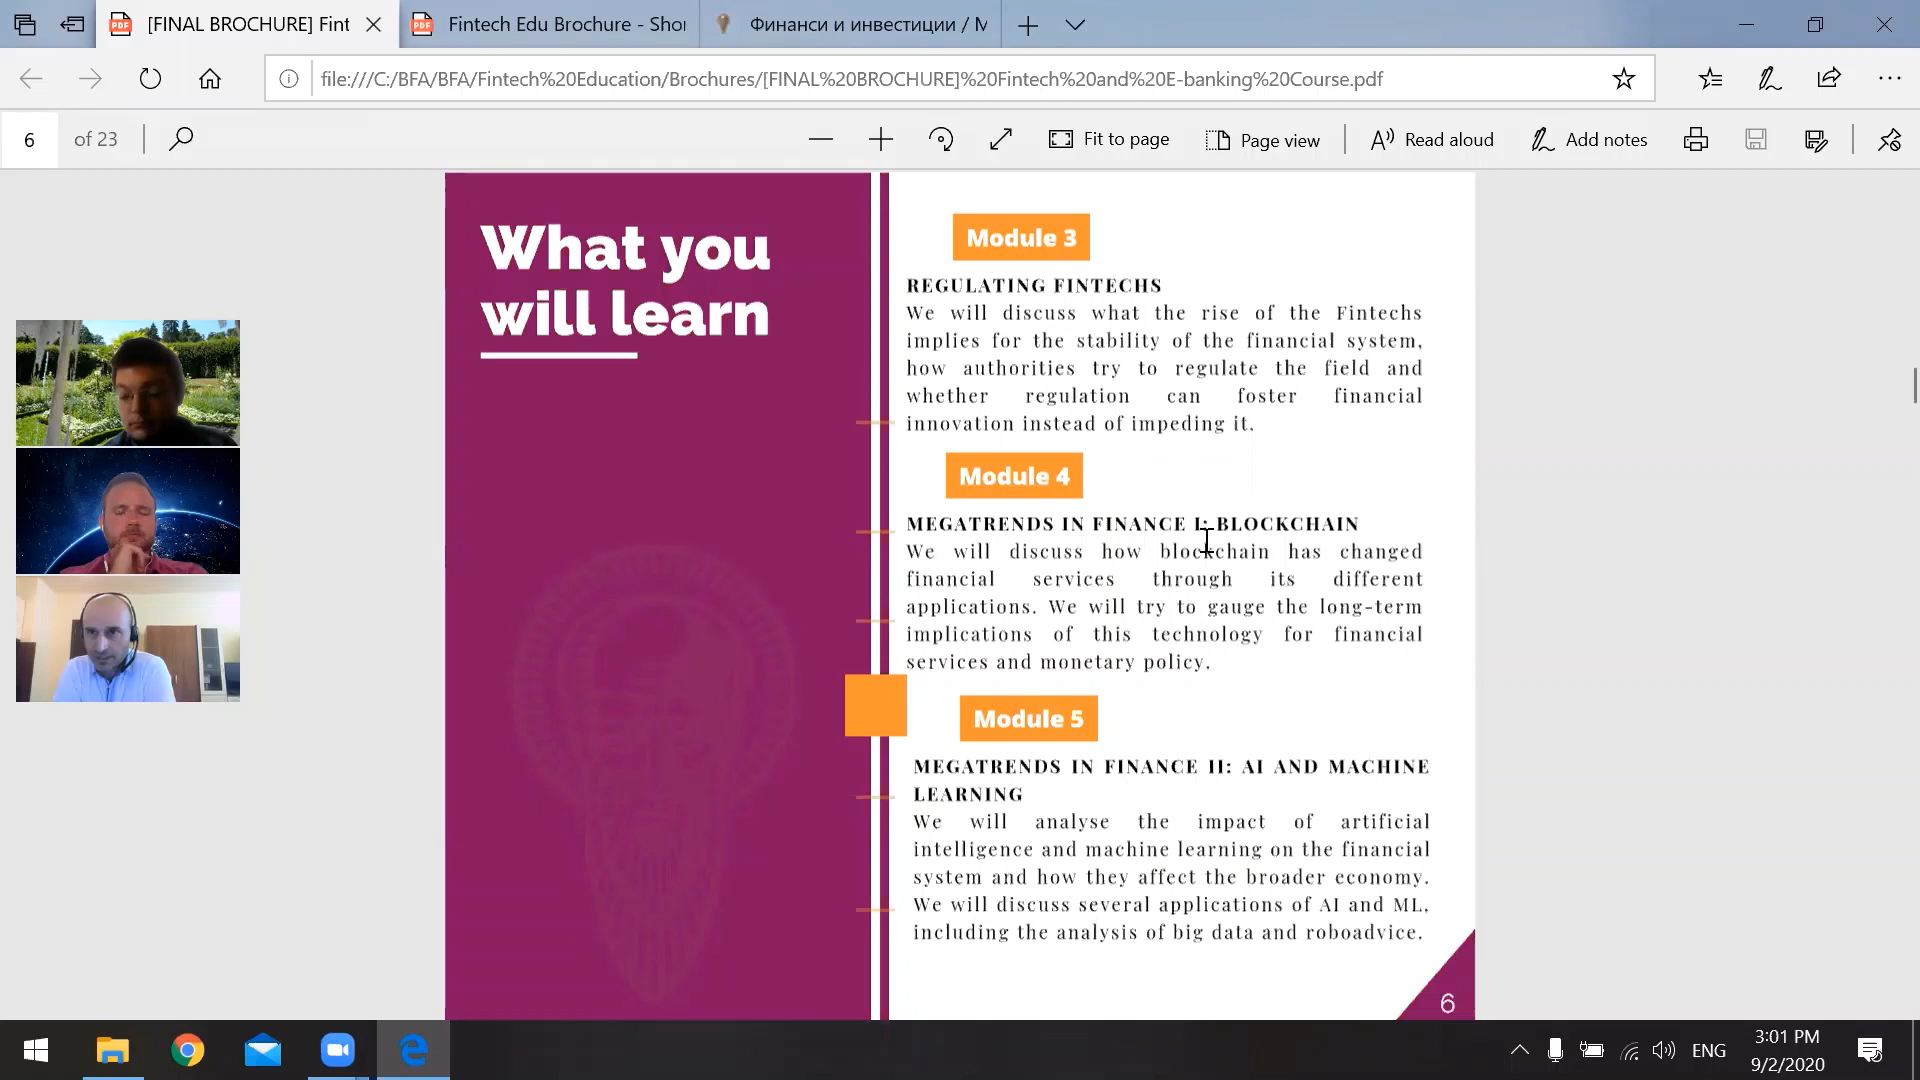 [FINAL BROCHURE] Fint
Fintech Edu Brochure - Shor
Финанси и инвестиции / М
file:///C:/BFA/BFA/Fintech%20Education/Brochures/[FINAL%20BROCHURE]%20Fintech%20and%20E-banking%20Course.pdf
6 of 23
Fit to page
Page view
Read aloud
Add notes
What you
will learn
Module 3
REGULATING FINTECHS
We will discuss what the rise of the Fintechs
implies for the stability of the financial system,
how authorities try to regulate the field and
whether regulation can foster financial
innovation instead of impeding it.
Module 4
MEGATRENDS IN FINANCE I: BLOCKCHAIN
We will discuss how blockchain has changed
financial services through its different
applications. We will try to gauge the long-term
implications of this technology for financial
services and monetary policy.
Module 5
MEGATRENDS IN FINANCE II: AI AND MACHINE
LEARNING
We will analyse the impact of artificial
intelligence and machine learning on the financial
system and how they affect the broader economy.
We will discuss several applications of AI and ML,
including the analysis of big data and roboadvice.
6
ENG
3:01 PM
9/2/2020